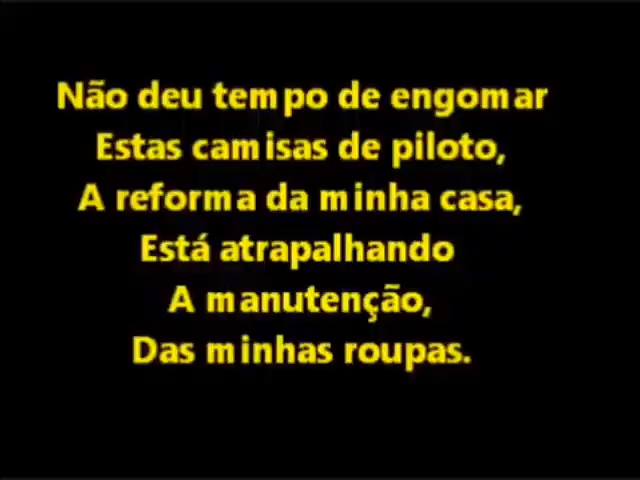 Não deu tempo de engomar
Estas camisas de piloto,
A reforma da minha casa,
Está atrapalhando
A manutenção,
Das minhas roupas.